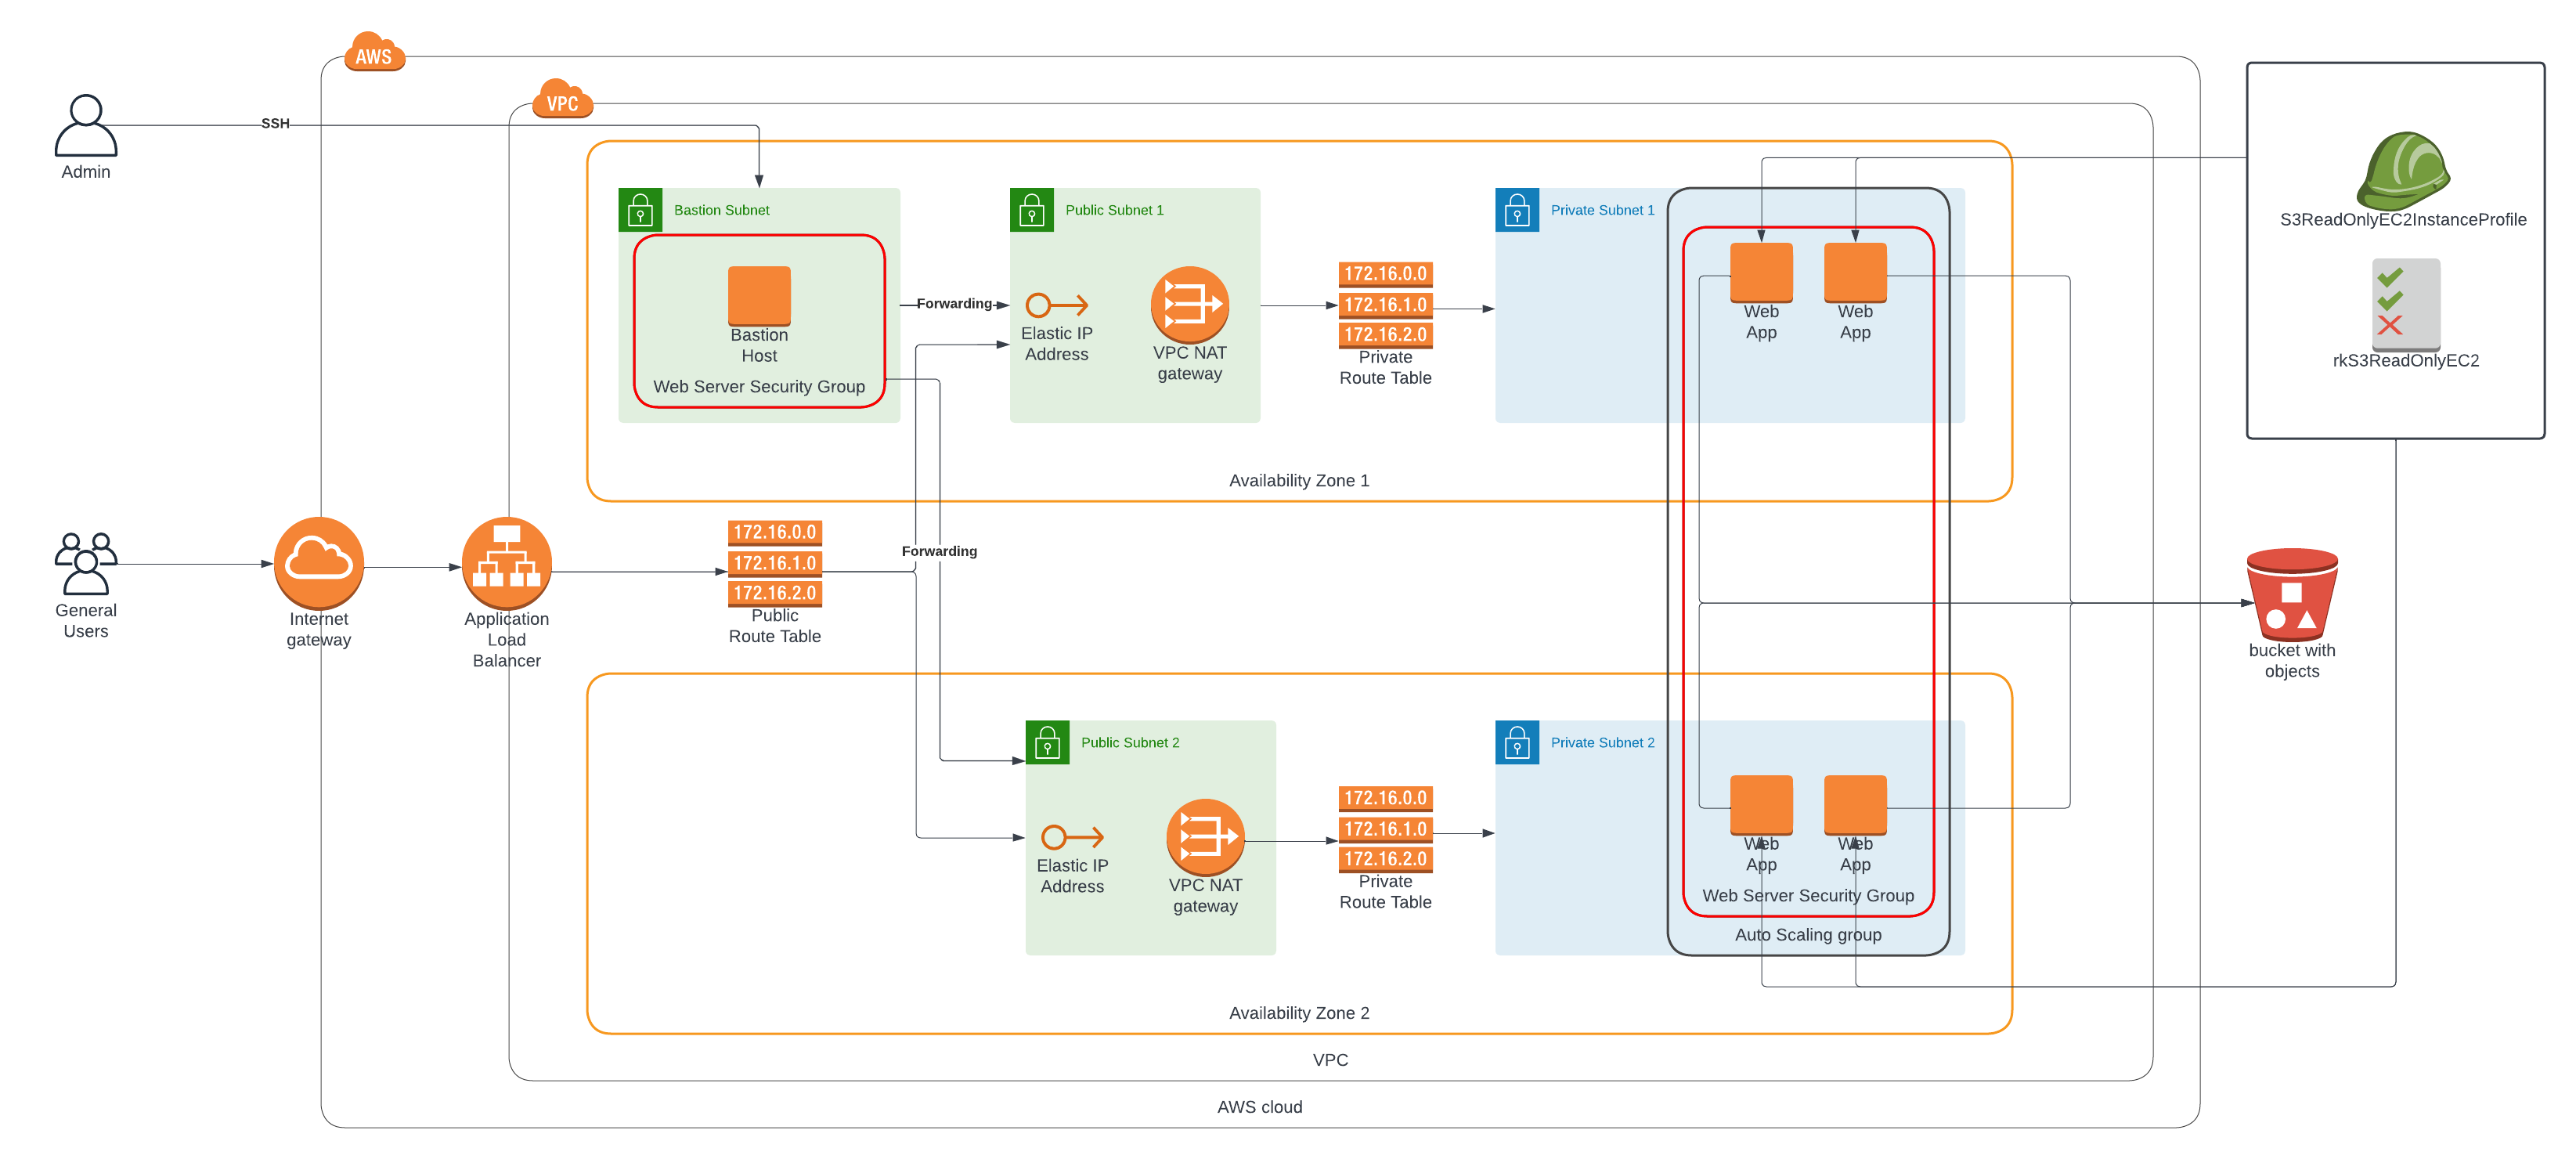 AWS
VPC
SSH
Admin
Bastion Subnet
Public Subnet 1
Private Subnet 1
S3ReadOnlyEC2InstanceProfile
Bastion
Host
Web Server Security Group
Forwarding
Elastic IP
Address
VPC NAT
gateway
172.16.0.0
172.16.1.0
172.16.2.0
Private
Route Table
Web
App
Web
App
rkS3ReadOnlyEC2
Availability Zone 1
General
Users
Internet
gateway
Application
Load
Balancer
172.16.0.0
172.16.1.0
172.16.2.0
Public
Route Table
Forwarding
bucket with
objects
Public Subnet 2
Private Subnet 2
Elastic IP
Address
VPC NAT
gateway
172.16.0.0
172.16.1.0
172.16.2.0
Private
Route Table
Web
App
Web
App
Web Server Security Group
Auto Scaling group
Availability Zone 2
VPC
AWS cloud